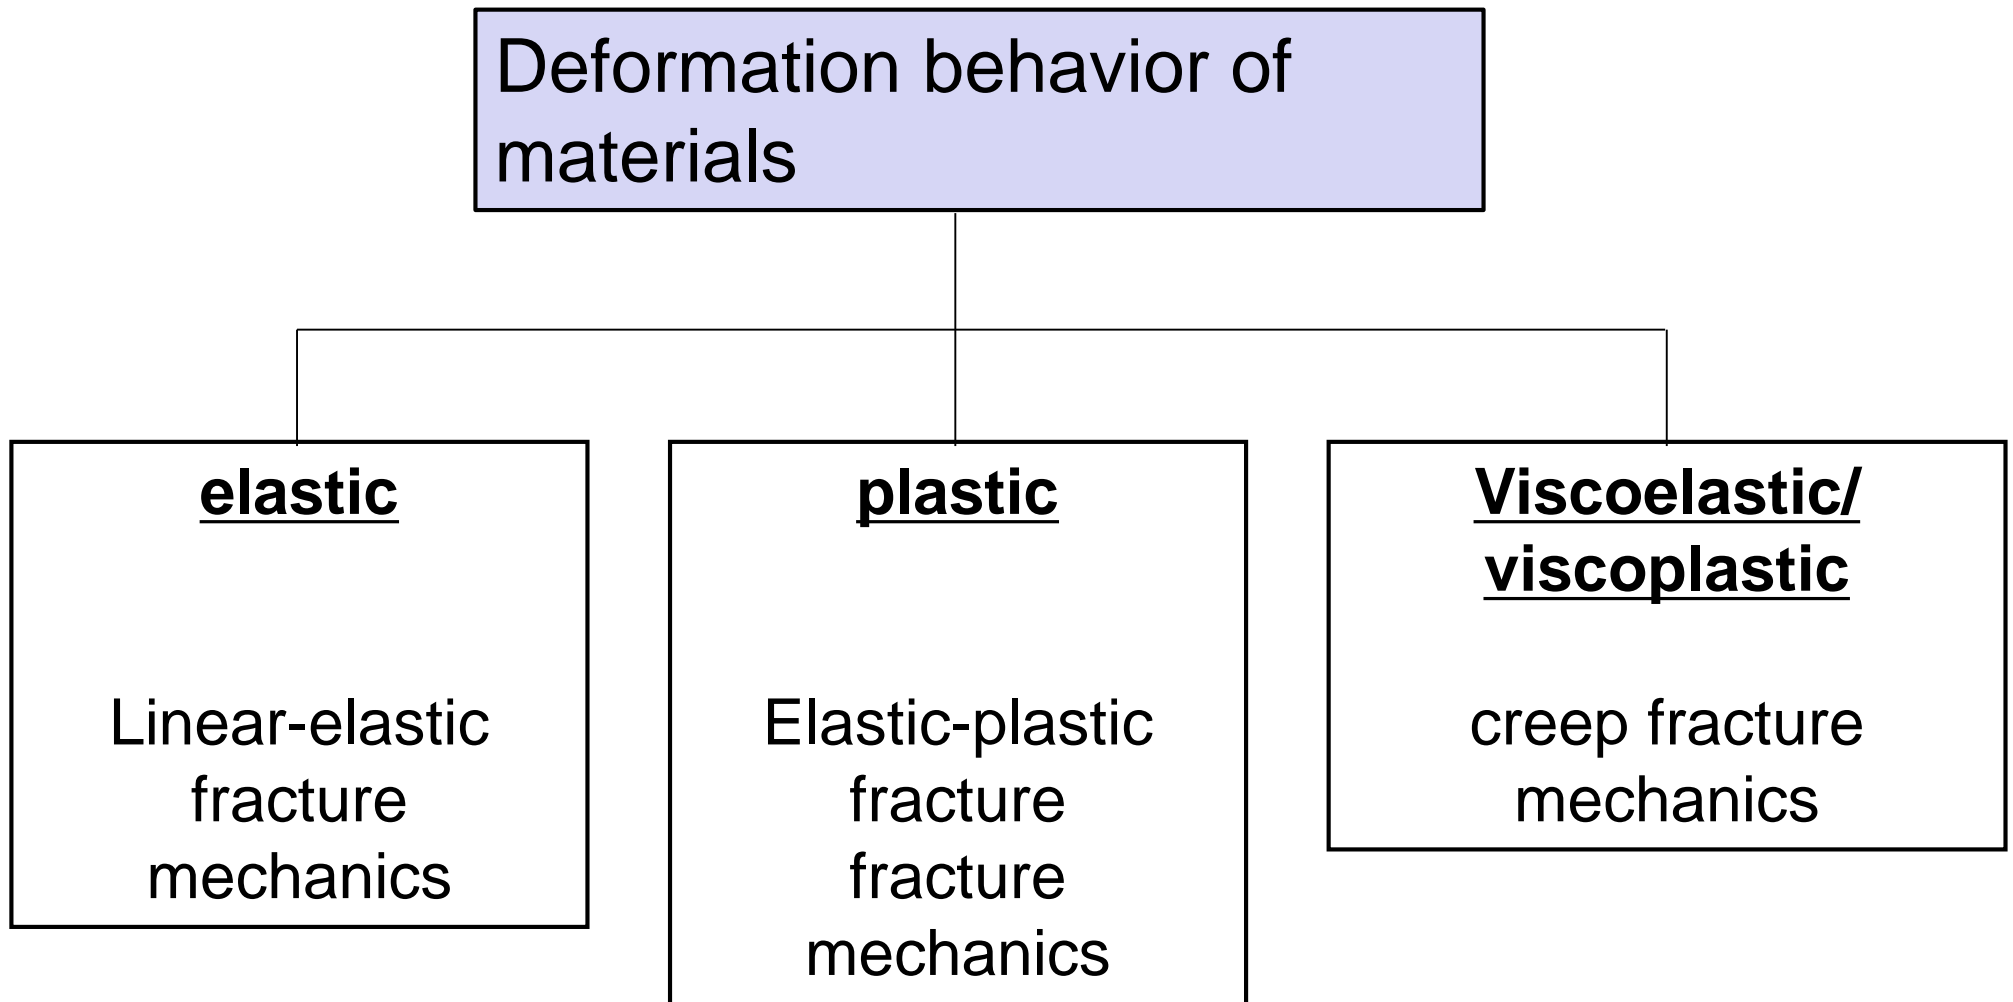 Deformation behavior of
materials
elastic
Linear-elastic
fracture
mechanics
plastic
Elastic-plastic
fracture
fracture
mechanics
Viscoelastic/
viscoplastic
creep fracture
mechanics